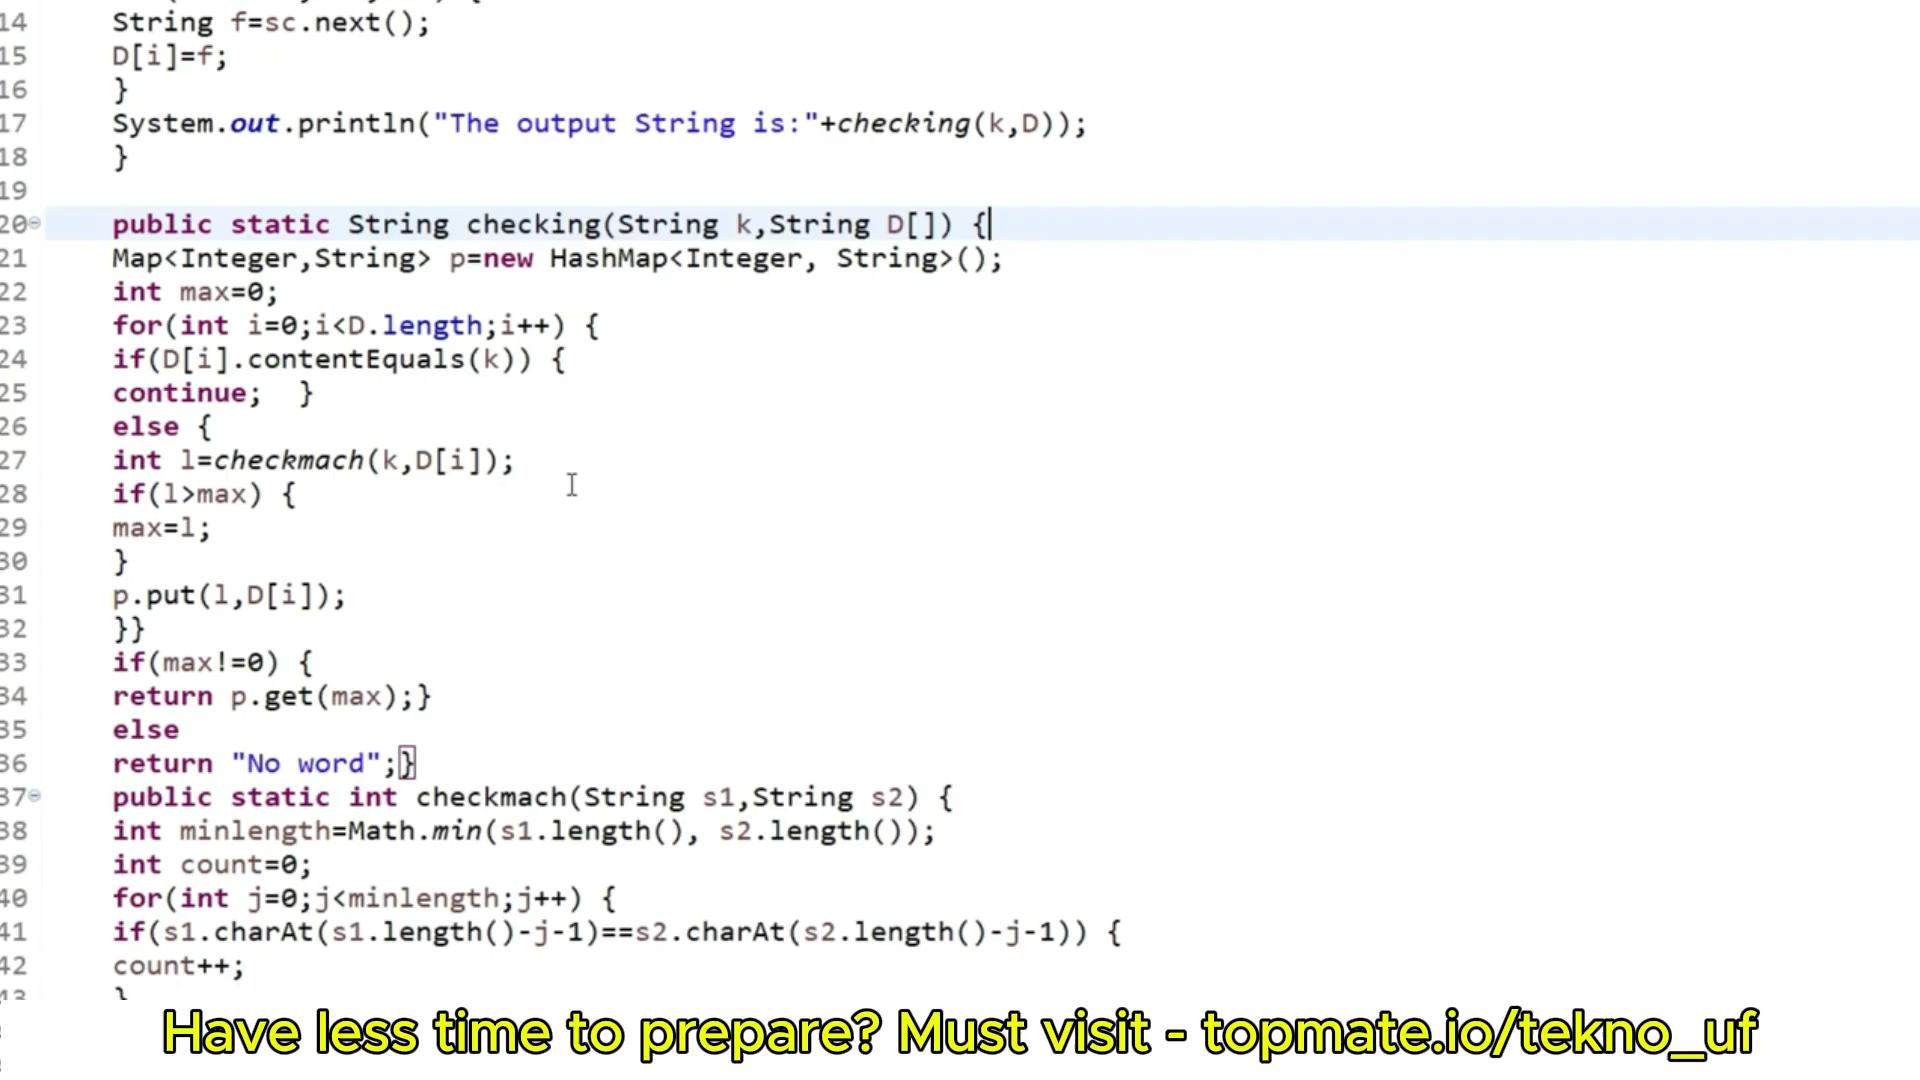 14 String f=sc.next();
15 D[i]=f;
16 }
17 System.out.println("The output String is:"+checking(k,D));
18 }
19
20 public static String checking(String k,String D[]) {
21 Map<Integer,String> p=new HashMap<Integer, String>();
22 int max=0;
23 for(int i=0;i<D.length;i++) {
24 if(D[i].contentEquals(k)) {
25 continue;  }
26 else {
27 int l=checkmach(k,D[i]);
28 if(l>max) {
29 max=l;
30 }
31 p.put(l,D[i]);
32 }}
33 if(max!=0) {
34 return p.get(max);}
35 else
36 return "No word";}
37 public static int checkmach(String s1,String s2) {
38 int minlength=Math.min(s1.length(), s2.length());
39 int count=0;
40 for(int j=0;j<minlength;j++) {
41 if(s1.charAt(s1.length()-j-1)==s2.charAt(s2.length()-j-1)) {
42 count++;
43 }
Have less time to prepare? Must visit - topmate.io/tekno_uf